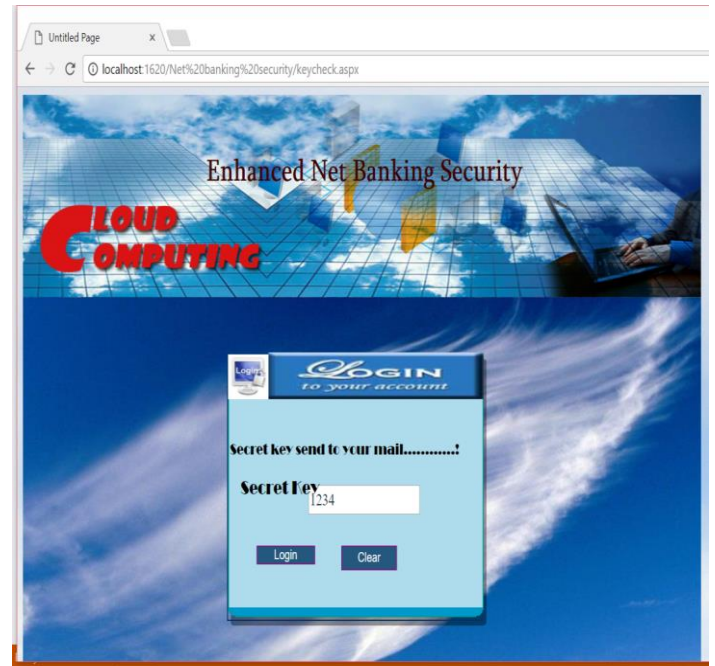 Untitled Page
localhost:1620/Net%20banking%20security/keycheck.aspx
Enhanced Net Banking Security
CLOUD
COMPUTING
Login
LOGIN
to your account
Secret key send to your mail............!
Secret Key
1234
Login Clear